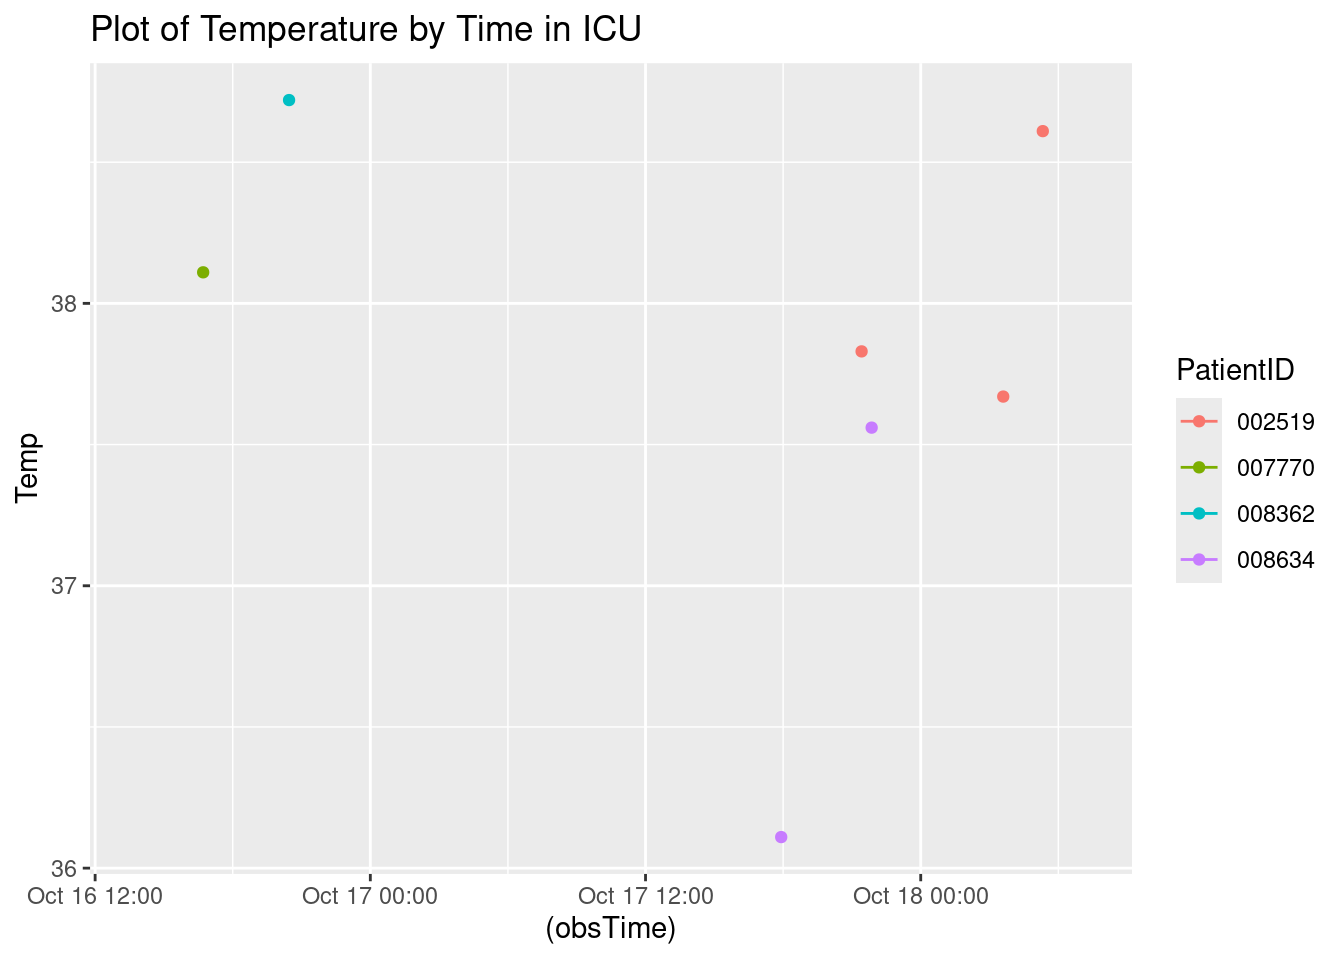 Plot of Temperature by Time in ICU
Temp
38
37
36
Oct 16 12:00
Oct 17 00:00
Oct 17 12:00
Oct 18 00:00
(obsTime)
PatientID
002519
007770
008362
008634